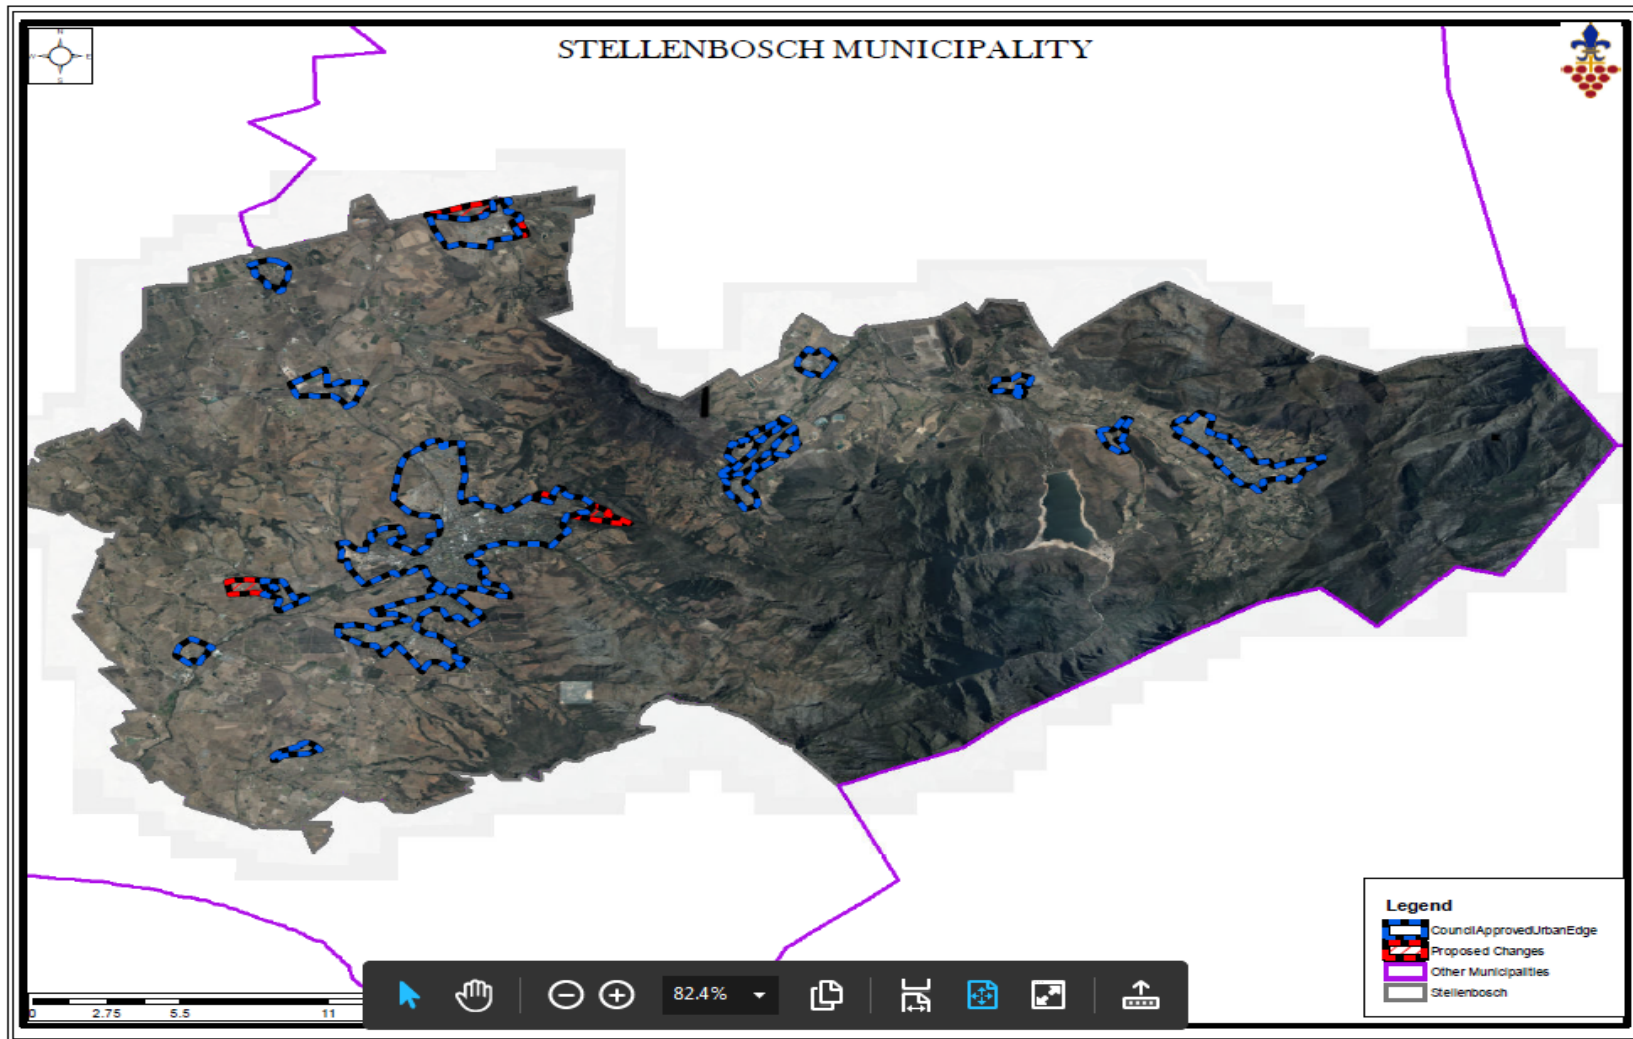 STELLENBOSCH MUNICIPALITY
N
W E
S
Legend
CouncilApprovedUrbanEdge
Proposed Changes
Other Municipalities
Stellenbosch
0 2.75 5.5 11
82.4%